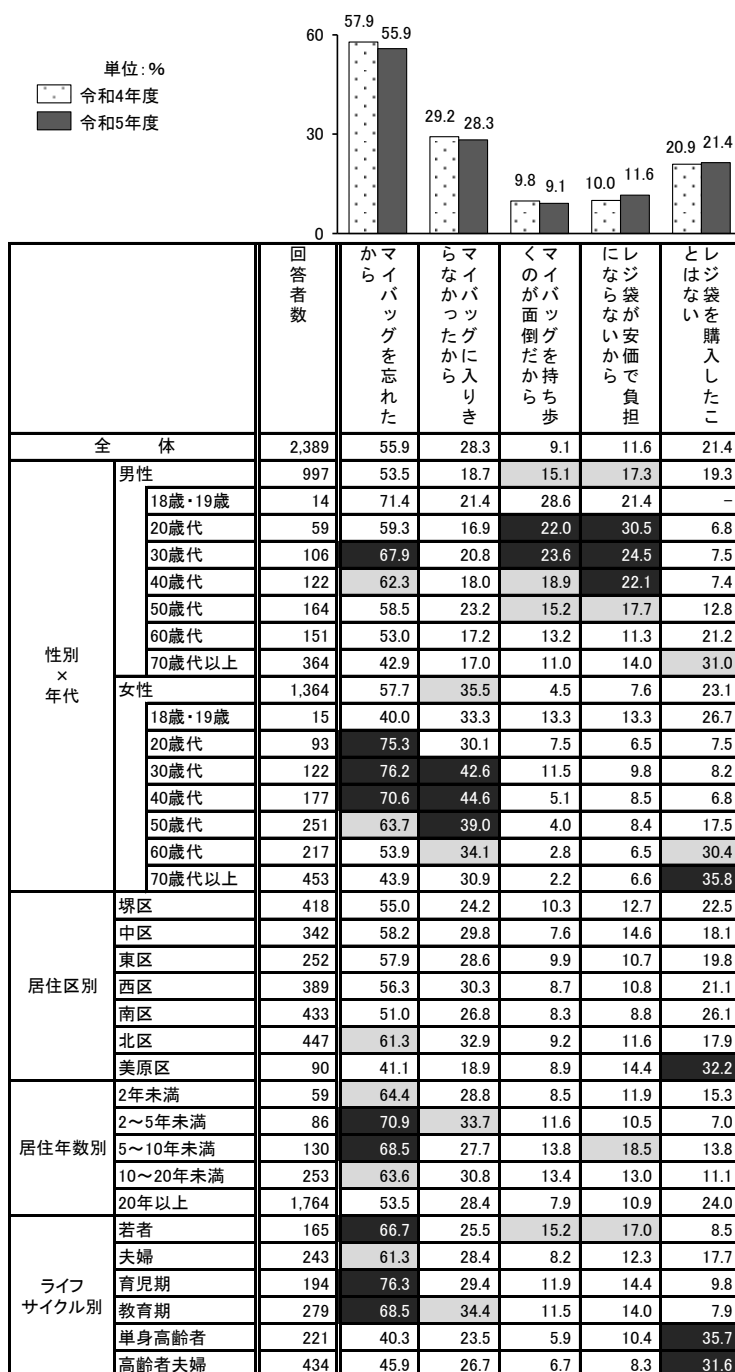 単位：％
令和4年度
令和5年度
60
30
0
57.9 55.9
29.2 28.3
9.8 9.1
10.0 11.6
20.9 21.4
回答者数
マイバッグを忘れた
から
マイバッグに入りき
らなかったから
マイバッグを持ち歩
くのが面倒だから
レジ袋が安価で負担
にならないから
レジ袋を購入したこ
とはない
全 体 2,389 55.9 28.3 9.1 11.6 21.4
性別
×
年代
男性 997 53.5 18.7 15.1 17.3 19.3
18歳・19歳 14 71.4 21.4 28.6 21.4 −
20歳代 59 59.3 16.9 22.0 30.5 6.8
30歳代 106 67.9 20.8 23.6 24.5 7.5
40歳代 122 62.3 18.0 18.9 22.1 7.4
50歳代 164 58.5 23.2 15.2 17.7 12.8
60歳代 151 53.0 17.2 13.2 11.3 21.2
70歳代以上 364 42.9 17.0 11.0 14.0 31.0
女性 1,364 57.7 35.5 4.5 7.6 23.1
18歳・19歳 15 40.0 33.3 13.3 13.3 26.7
20歳代 93 75.3 30.1 7.5 6.5 7.5
30歳代 122 76.2 42.6 11.5 9.8 8.2
40歳代 177 70.6 44.6 5.1 8.5 6.8
50歳代 251 63.7 39.0 4.0 8.4 17.5
60歳代 217 53.9 34.1 2.8 6.5 30.4
70歳代以上 453 43.9 30.9 2.2 6.6 35.8
居住区別
堺区 418 55.0 24.2 10.3 12.7 22.5
中区 342 58.2 29.8 7.6 14.6 18.1
東区 252 57.9 28.6 9.9 10.7 19.8
西区 389 56.3 30.3 8.7 10.8 21.1
南区 433 51.0 26.8 8.3 8.8 26.1
北区 447 61.3 32.9 9.2 11.6 17.9
美原区 90 41.1 18.9 8.9 14.4 32.2
居住年数別
2年未満 59 64.4 28.8 8.5 11.9 15.3
2～5年未満 86 70.9 33.7 11.6 10.5 7.0
5～10年未満 130 68.5 27.7 13.8 18.5 13.8
10～20年未満 253 63.6 30.8 13.4 13.0 11.1
20年以上 1,764 53.5 28.4 7.9 10.9 24.0
ライフ
サイクル別
若者 165 66.7 25.5 15.2 17.0 8.5
夫婦 243 61.3 28.4 8.2 12.3 17.7
育児期 194 76.3 29.4 11.9 14.4 9.8
教育期 279 68.5 34.4 11.5 14.0 7.9
単身高齢者 221 40.3 23.5 5.9 10.4 35.7
高齢者夫婦 434 45.9 26.7 6.7 8.3 31.6